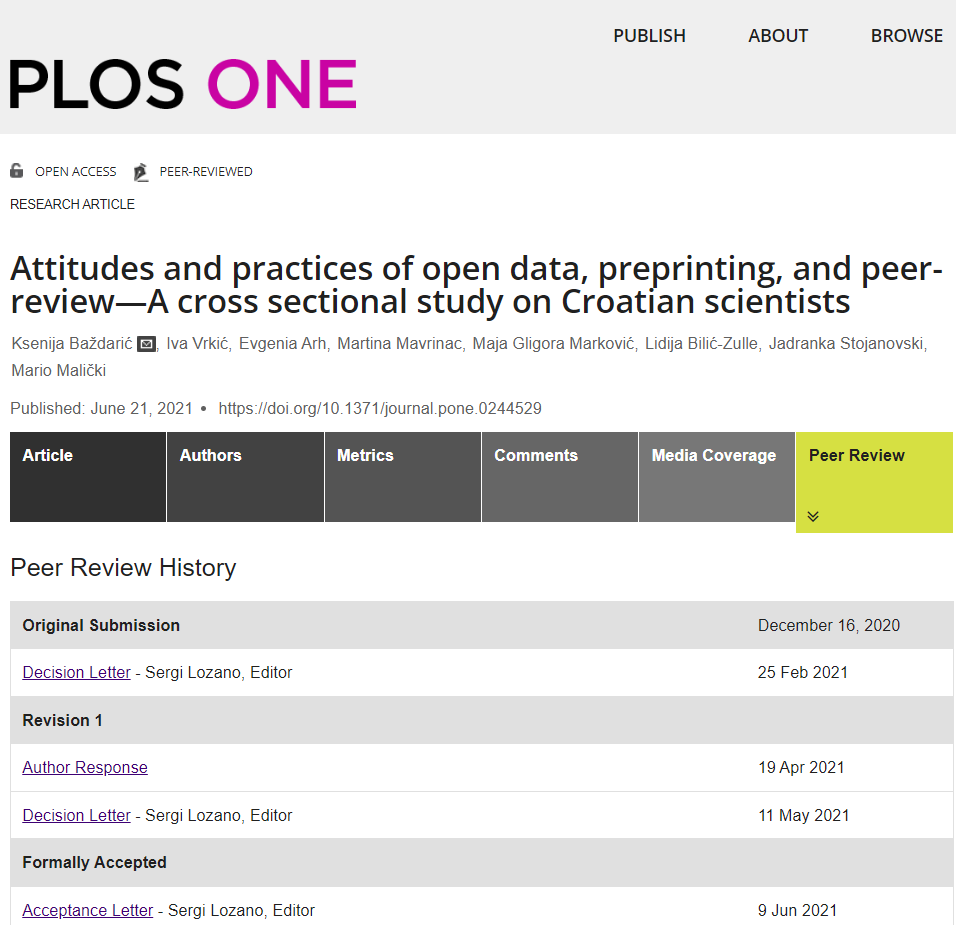 PUBLISH ABOUT BROWSE
PLOS ONE
OPEN ACCESS PEER-REVIEWED
RESEARCH ARTICLE
Attitudes and practices of open data, preprinting, and peer-
review—A cross sectional study on Croatian scientists
Ksenija Baždarić, Iva Vrkić, Evgenia Arh, Martina Mavrinac, Maja Gligora Marković, Lidija Bilić-Zulle, Jadranka Stojanovski,
Mario Malički
Published: June 21, 2021 • https://doi.org/10.1371/journal.pone.0244529
Article Authors Metrics Comments Media Coverage Peer Review
Peer Review History
Original Submission December 16, 2020
Decision Letter - Sergi Lozano, Editor 25 Feb 2021
Revision 1
Author Response 19 Apr 2021
Decision Letter - Sergi Lozano, Editor 11 May 2021
Formally Accepted
Acceptance Letter - Sergi Lozano, Editor 9 Jun 2021